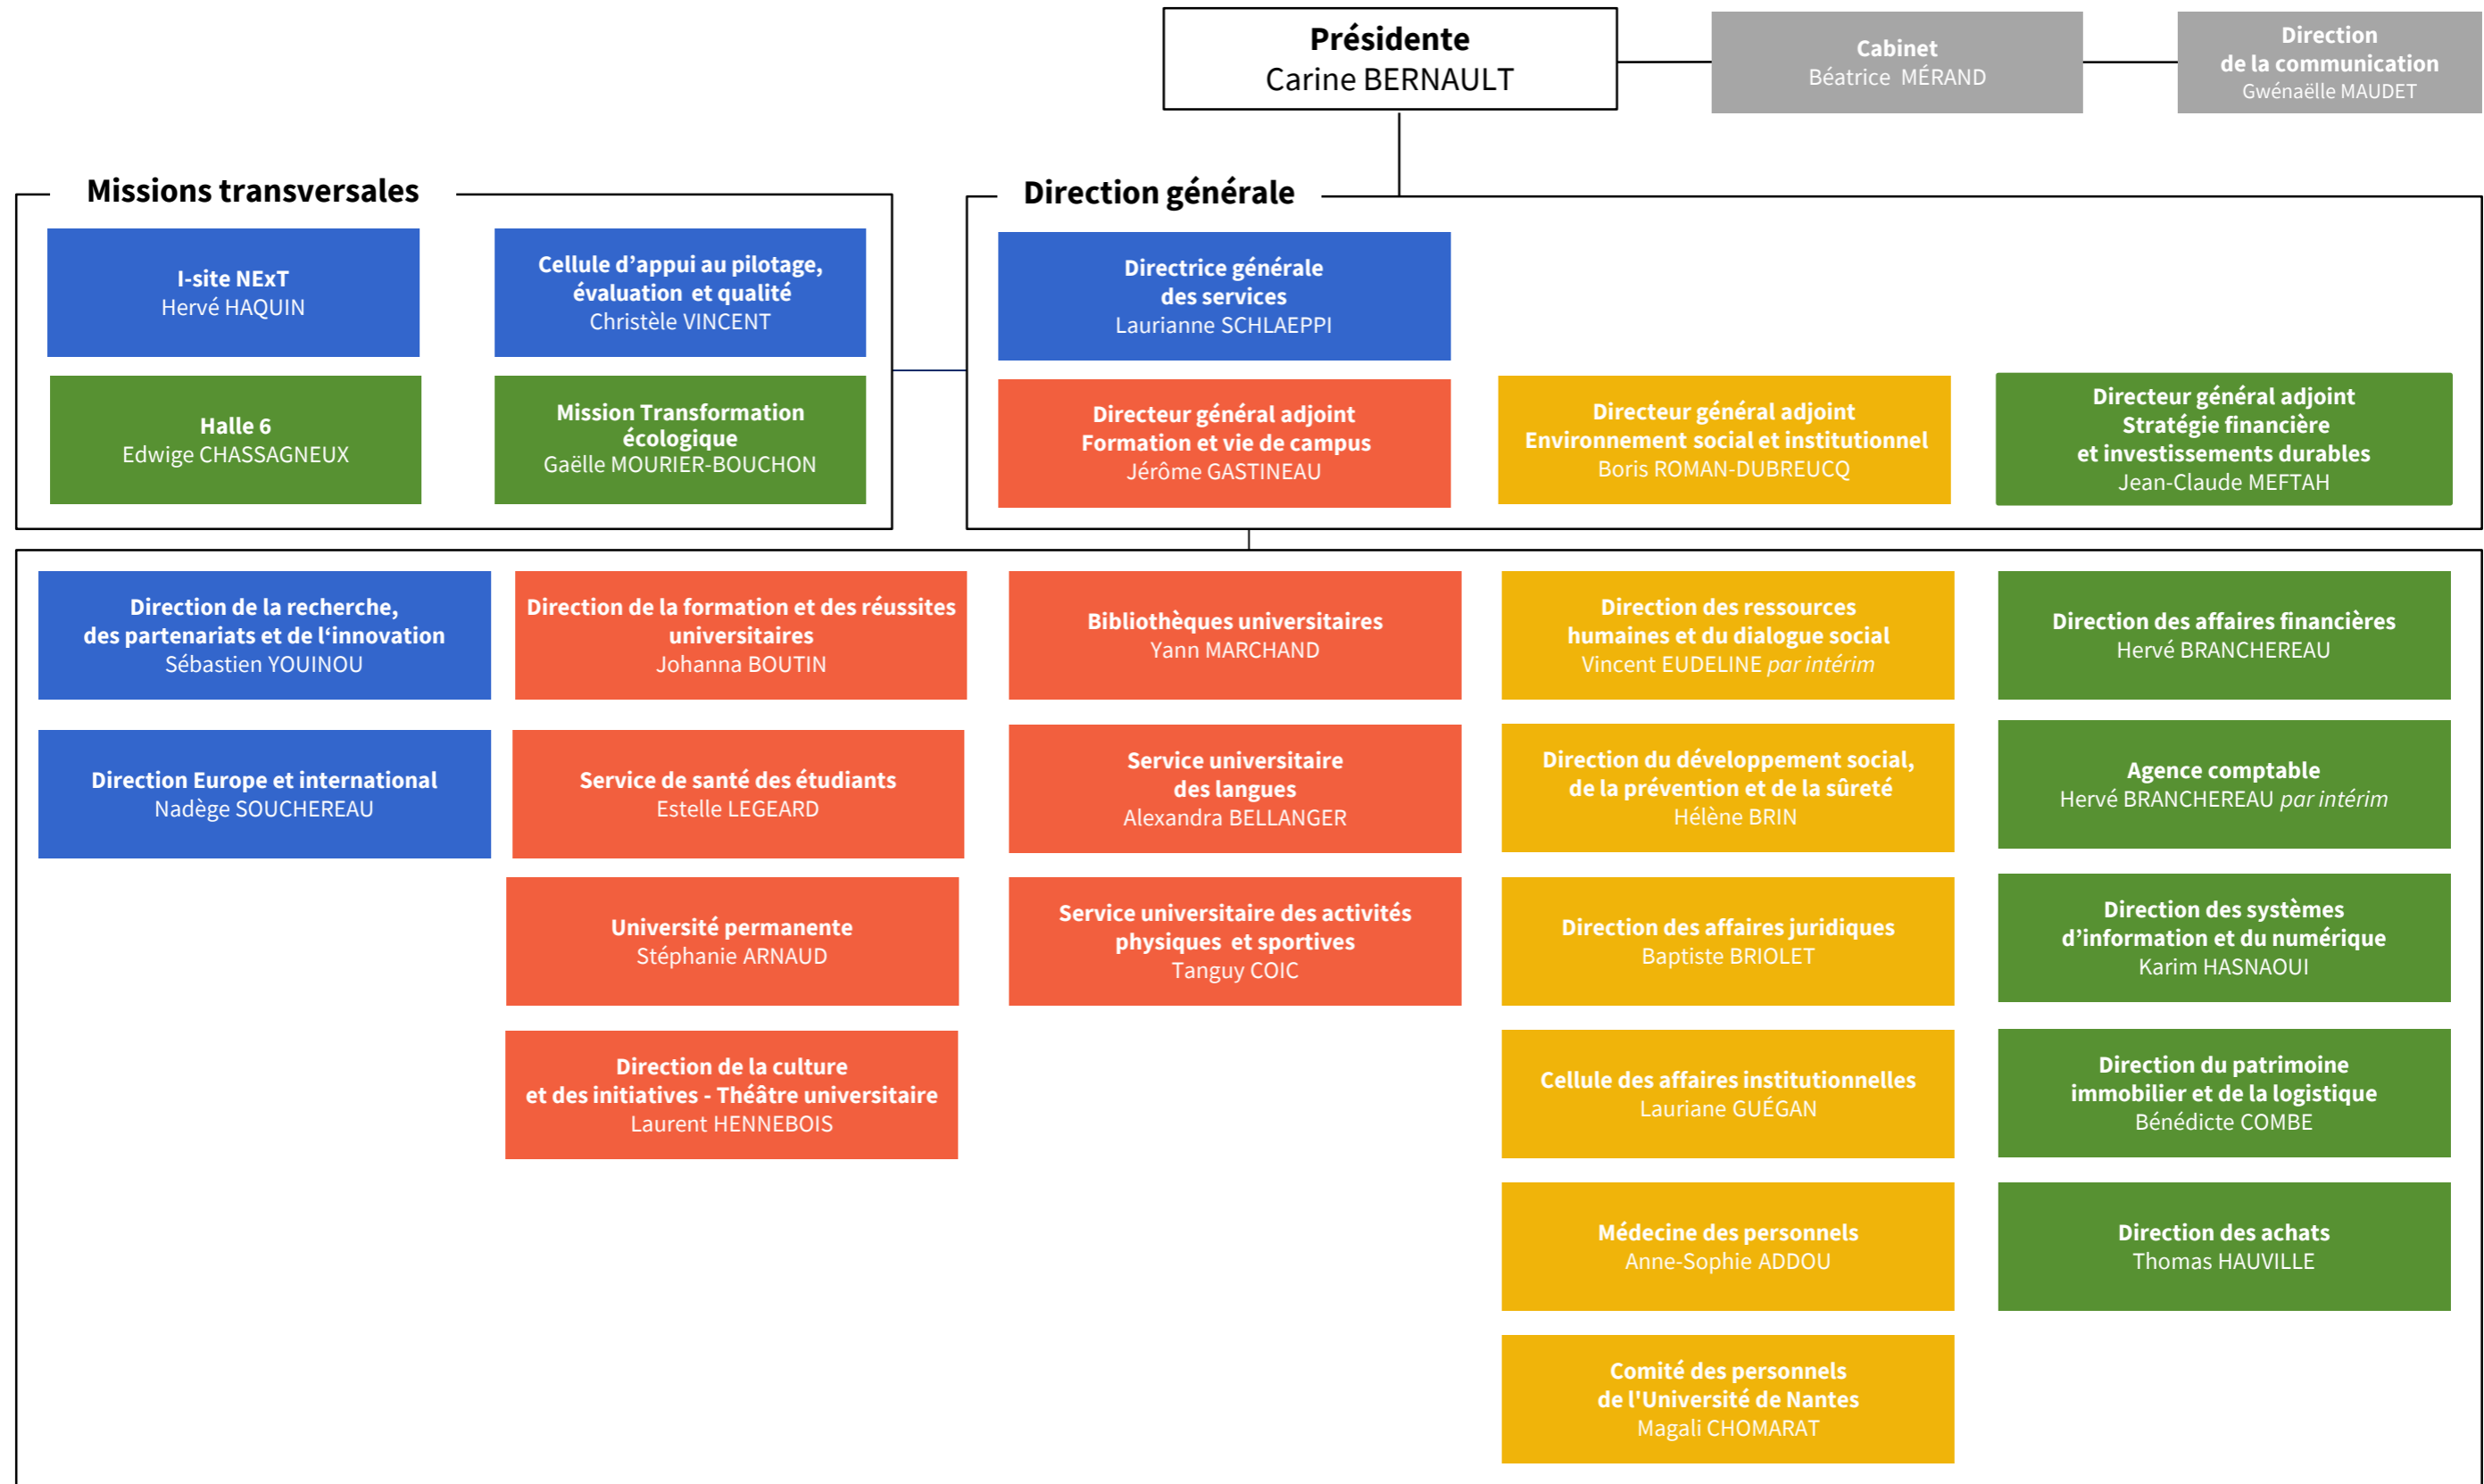 Présidente
Carine BERNAULT
Cabinet
Béatrice MÉRAND
Direction
de la communication
Gwénaëlle MAUDET
Missions transversales
I-site NExT
Hervé HAQUIN
Cellule d’appui au pilotage,
évaluation et qualité
Christèle VINCENT
Halle 6
Edwige CHASSAGNEUX
Mission Transformation
écologique
Gaëlle MOURIER-BOUCHON
Direction générale
Directrice générale
des services
Laurianne SCHLAEPPI
Directeur général adjoint
Formation et vie de campus
Jérôme GASTINEAU
Directeur général adjoint
Environnement social et institutionnel
Boris ROMAN-DUBREUCQ
Directeur général adjoint
Stratégie financière
et investissements durables
Jean-Claude MEFTAH
Direction de la recherche,
des partenariats et de l‘innovation
Sébastien YOUINOU
Direction Europe et international
Nadège SOUCHEREAU
Direction de la formation et des réussites
universitaires
Johanna BOUTIN
Service de santé des étudiants
Estelle LEGEARD
Université permanente
Stéphanie ARNAUD
Direction de la culture
et des initiatives - Théâtre universitaire
Laurent HENNEBOIS
Bibliothèques universitaires
Yann MARCHAND
Service universitaire
des langues
Alexandra BELLANGER
Service universitaire des activités
physiques et sportives
Tanguy COIC
Direction des ressources
humaines et du dialogue social
Vincent EUDELINE par intérim
Direction du développement social,
de la prévention et de la sûreté
Hélène BRIN
Direction des affaires juridiques
Baptiste BRIOLET
Cellule des affaires institutionnelles
Lauriane GUÉGAN
Médecine des personnels
Anne-Sophie ADDOU
Comité des personnels
de l'Université de Nantes
Magali CHOMARAT
Direction des affaires financières
Hervé BRANCHEREAU
Agence comptable
Hervé BRANCHEREAU par intérim
Direction des systèmes
d’information et du numérique
Karim HASNAOUI
Direction du patrimoine
immobilier et de la logistique
Bénédicte COMBE
Direction des achats
Thomas HAUVILLE